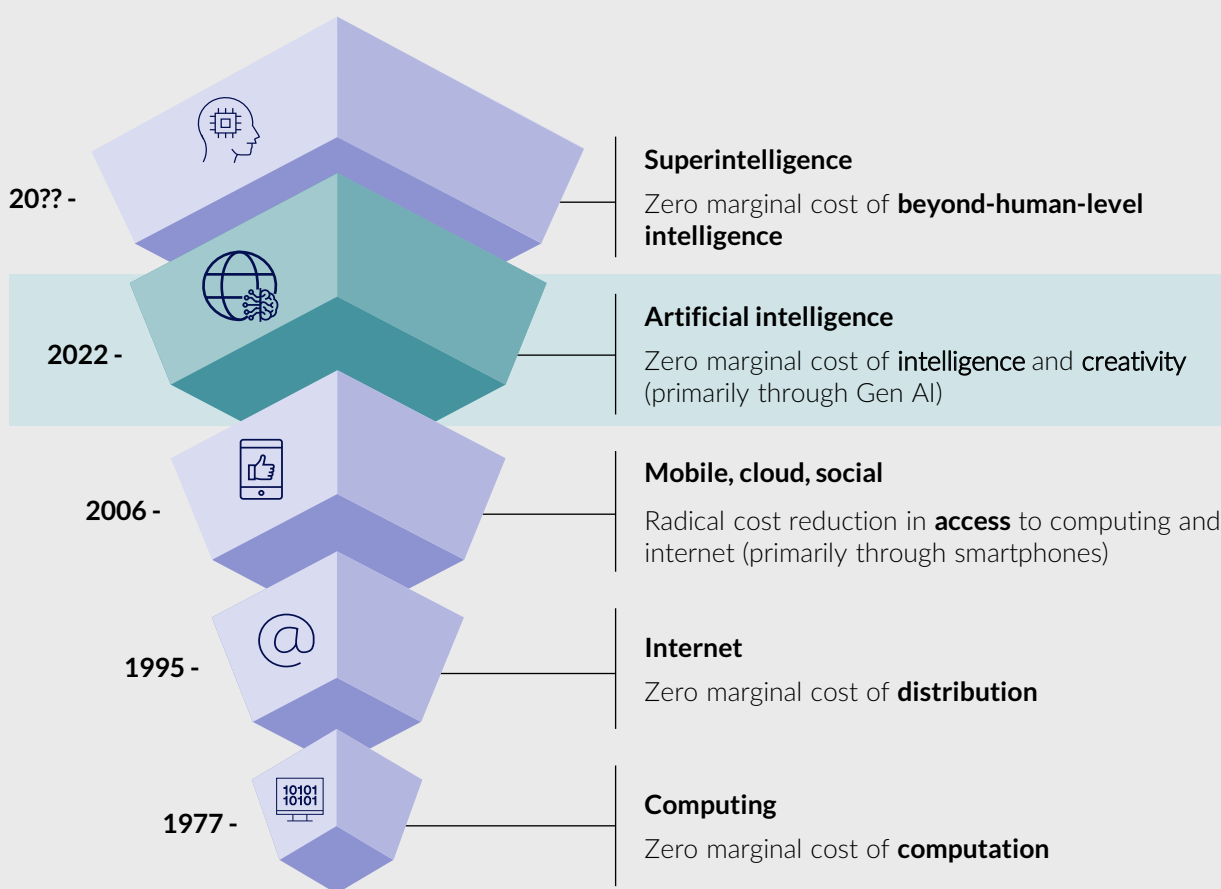 Superintelligence
20?? -
Zero marginal cost of beyond-human-level
intelligence
Artificial intelligence
2022 -
Zero marginal cost of intelligence and creativity
(primarily through Gen AI)
Mobile, cloud, social
2006 -
Radical cost reduction in access to computing and
internet (primarily through smartphones)
@
Internet
1995 -
Zero marginal cost of distribution
10101
10101
Computing
1977 -
Zero marginal cost of computation